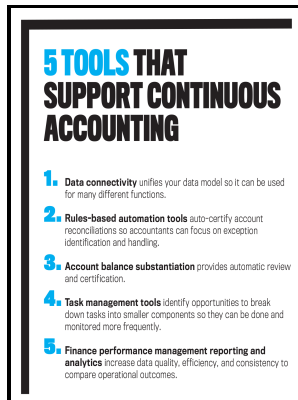 5 TOOLS THAT
SUPPORT CONTINUOUS
ACCOUNTING
1. Data connectivity unifies your data model so it can be used
for many different functions.
2. Rules-based automation tools auto-certify account
reconciliations so accountants can focus on exception
identification and handling.
3. Account balance substantiation provides automatic review
and certification.
4. Task management tools identify opportunities to break
down tasks into smaller components so they can be done and
monitored more frequently.
5. Finance performance management reporting and
analytics increase data quality, efficiency, and consistency to
compare operational outcomes.